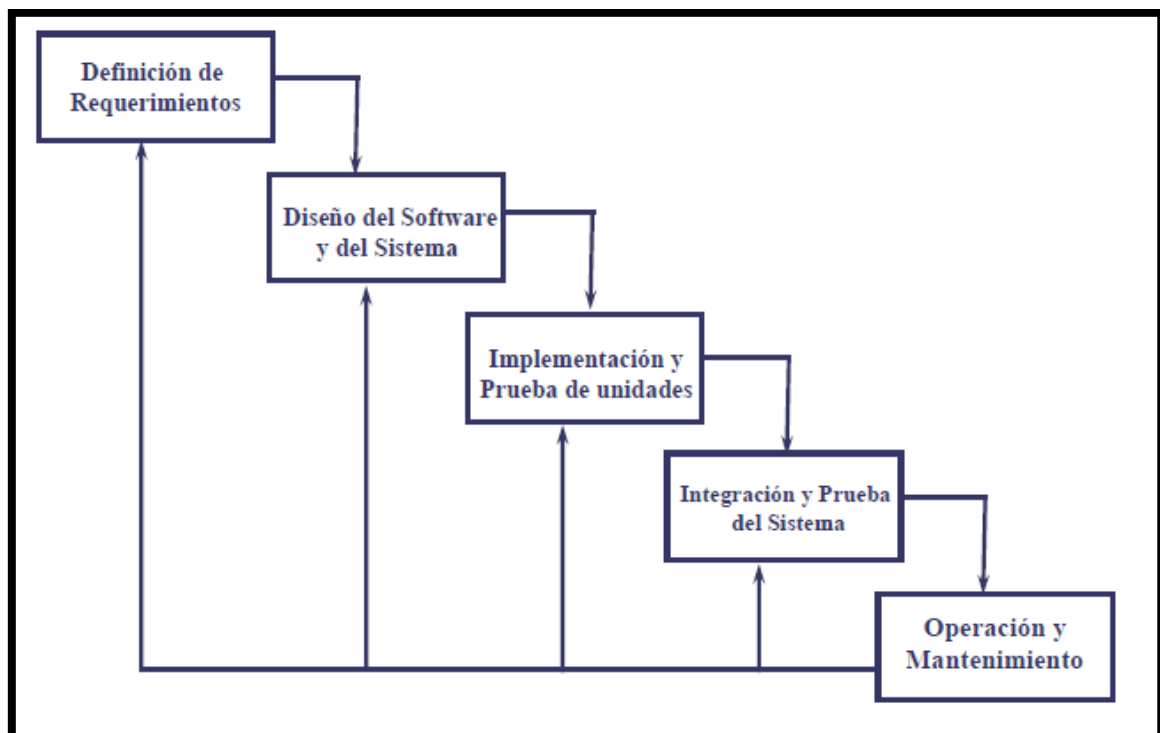 Definición de
Requerimientos
Diseño del Software
y del Sistema
Implementación y
Prueba de unidades
Integración y Prueba
del Sistema
Operación y
Mantenimiento